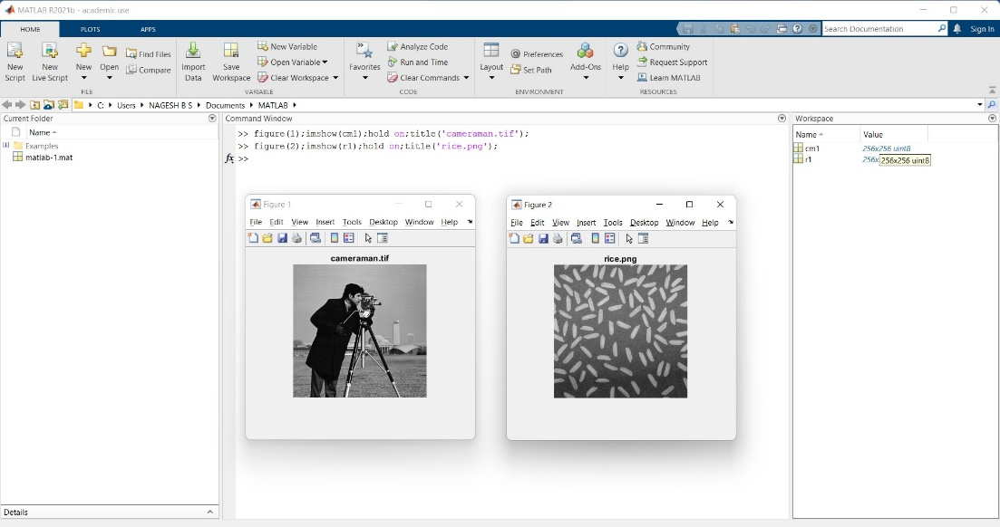 MATLAB R2021b - academic use
HOME PLOTS APPS
Search Documentation Sign In
New Script
New Live Script
New
Open
Find Files
Compare
Import Data
Save Workspace
New Variable
Open Variable
Clear Workspace
Favorites
Analyze Code
Run and Time
Clear Commands
Layout
Preferences
Set Path
Add-Ons
Help
Community
Request Support
Learn MATLAB
FILE VARIABLE CODE ENVIRONMENT RESOURCES
C: Users NAGESH B S Documents MATLAB
Current Folder
Name
Examples
matlab-1.mat
Details
Command Window
>> figure(1);imshow(cm1);hold on;title('cameraman.tif');
>> figure(2);imshow(r1);hold on;title('rice.png');
fx >>
Figure 1
File Edit View Insert Tools Desktop Window Help
cameraman.tif
Figure 2
File Edit View Insert Tools Desktop Window Help
rice.png
Workspace
Name Value
cm1 256x256 uint8
r1 256x
256x256 uint8